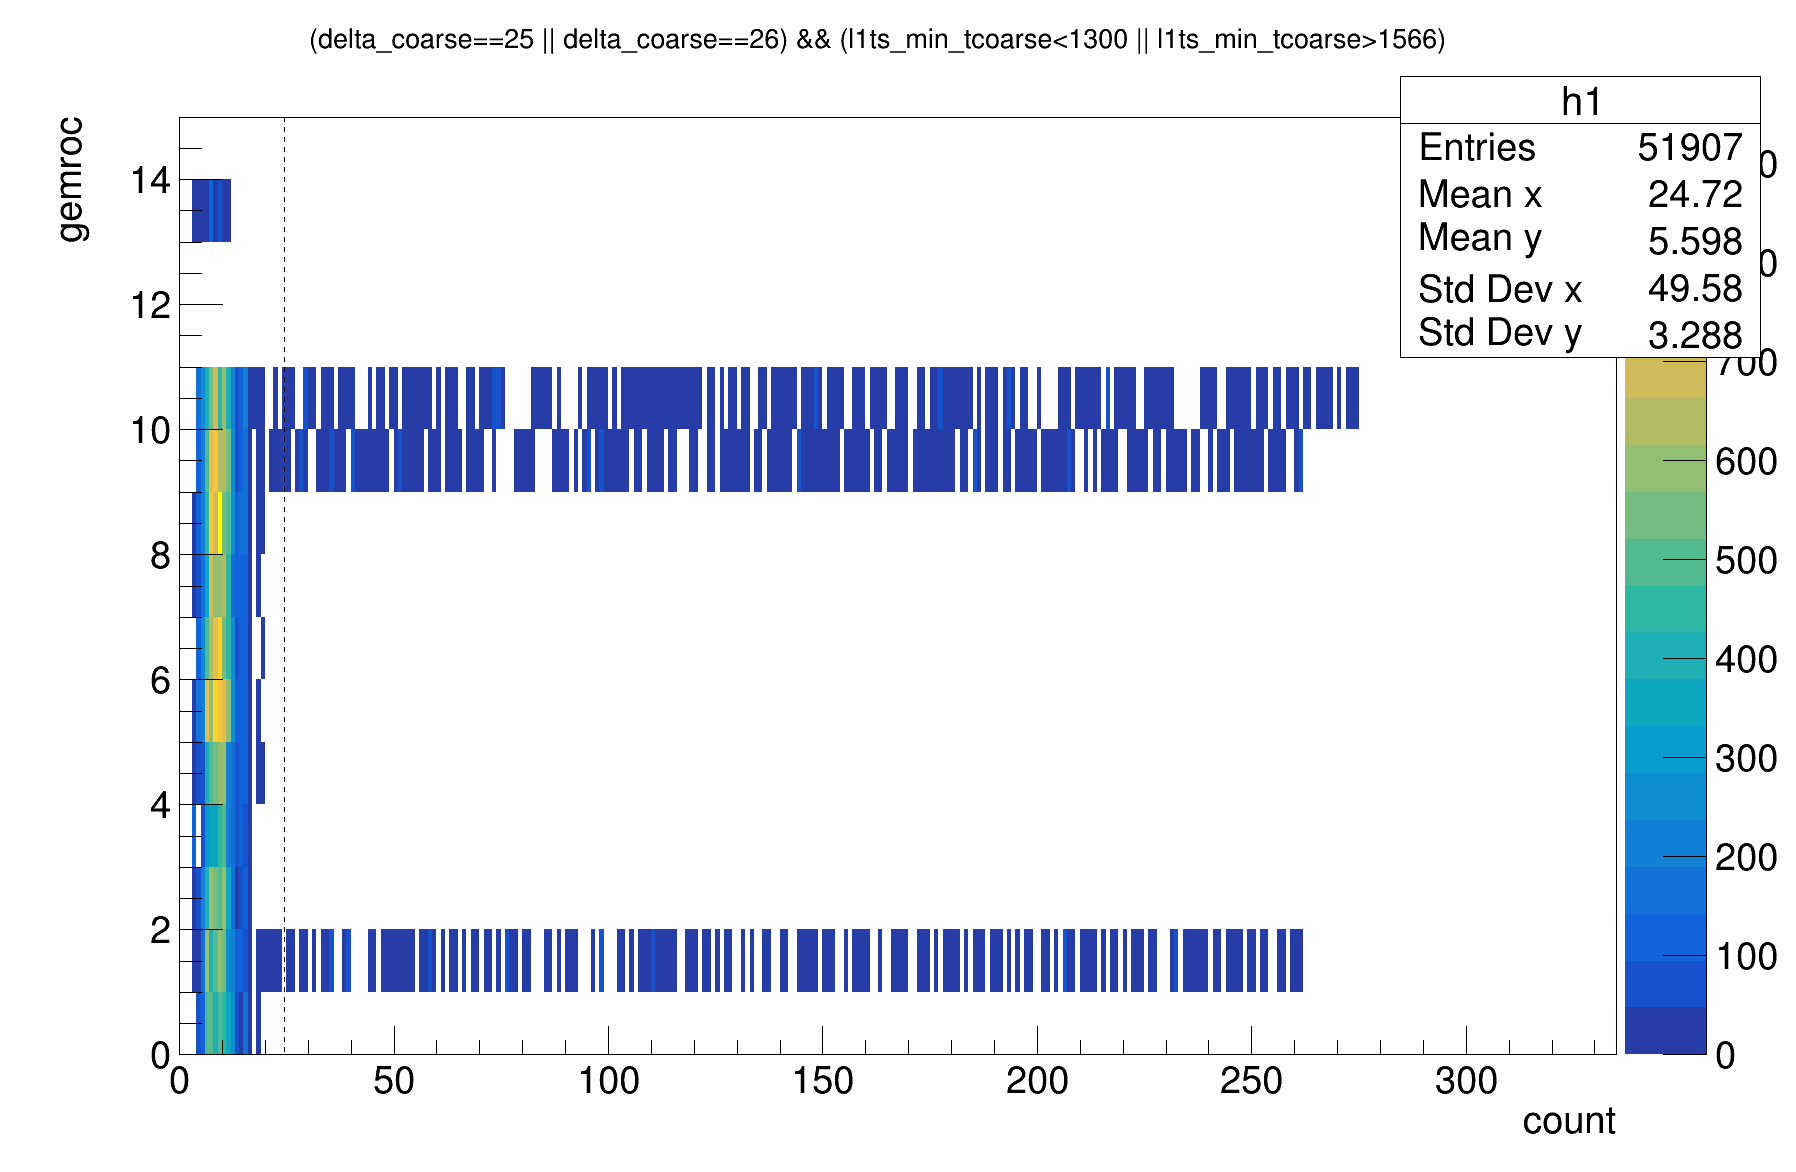 (delta_coarse==25 || delta_coarse==26) && (l1ts_min_tcoarse<1300 || l1ts_min_tcoarse>1566)
h1
Entries 51907
Mean x 24.72
Mean y 5.598
Std Dev x 49.58
Std Dev y 3.288
gemroc
14
12
10
8
6
4
2
0
0 50 100 150 200 250 300
count
700
600
500
400
300
200
100
0